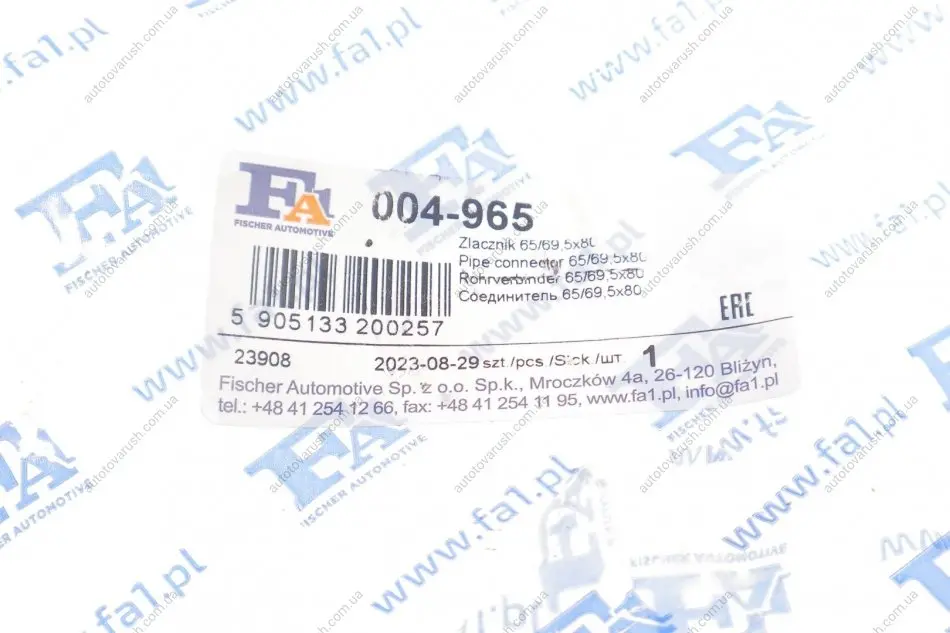 FA1
FISCHER AUTOMOTIVE
004-965
Złacznik 65/69,5x80
Pipe connector 65/69,5x80
Rohrverbinder 65/69,5x80
Соединитель 65/69,5x80
5 905133 200257
EAC
23908
2023-08-29 szt./pcs /Stck /шт 1
Fischer Automotive Sp. z o.o. Sp.k., Mroczków 4a, 26-120 Bliżyn,
tel.: +48 41 254 12 66, fax: +48 41 254 11 95, www.fa1.pl, info@fa1.pl
www.fa1.pl
autotovarush.com.ua